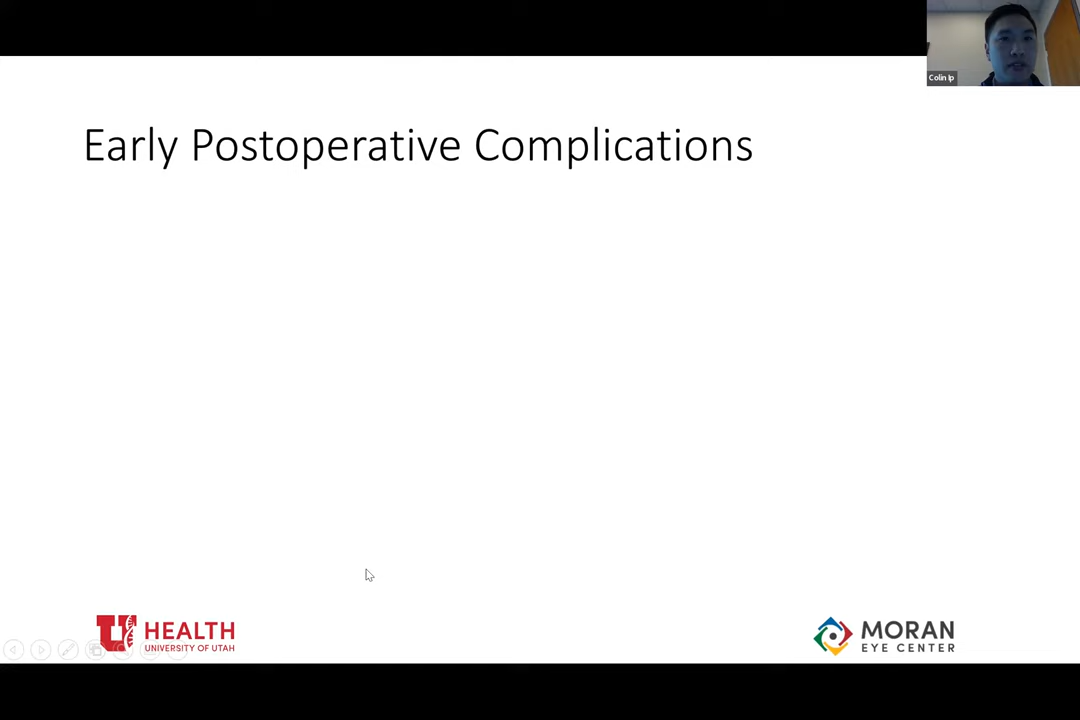 Colin Ip
Early Postoperative Complications
U HEALTH
UNIVERSITY OF UTAH
MORAN
EYE CENTER